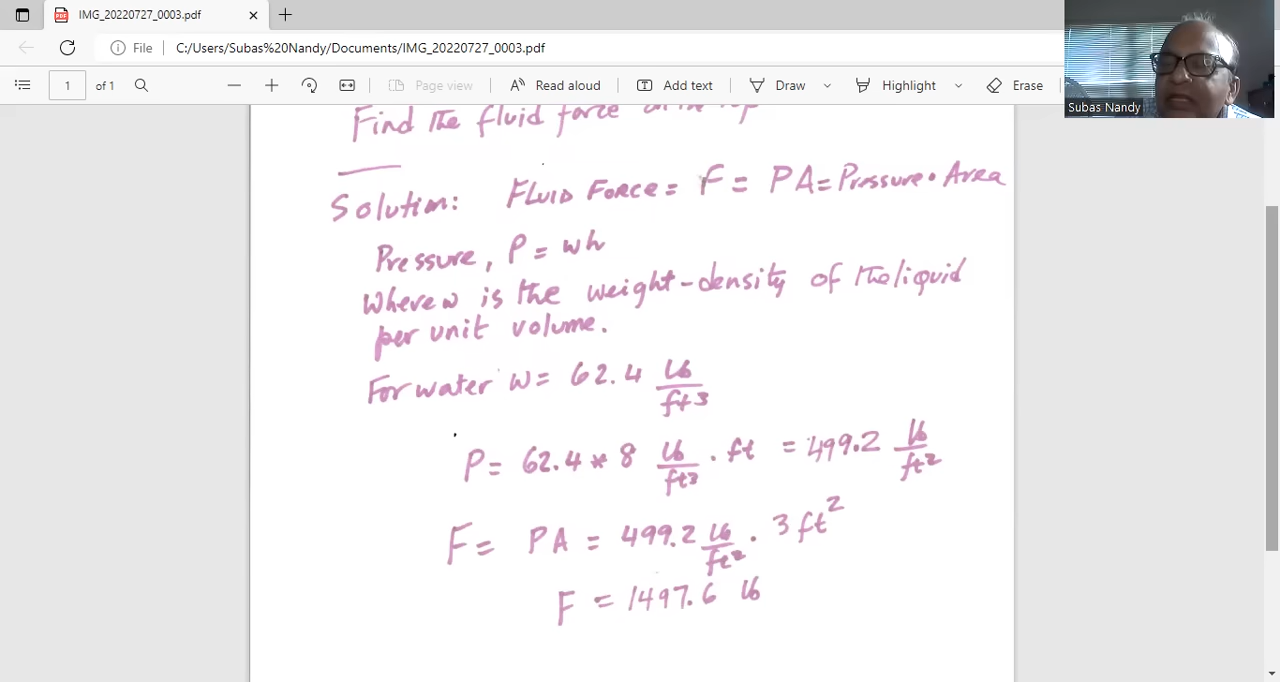 IMG_20220727_0003.pdf
File C:/Users/Subas%20Nandy/Documents/IMG_20220727_0003.pdf
1 of 1 Page view Read aloud Add text Draw Highlight Erase
Subas Nandy
Find the fluid force on the top
Solution: FLUID FORCE = F = PA = Pressure • Area
Pressure, P = wh
Where w is the weight-density of the liquid
per unit volume.
For water w = 62.4 lb/ft3
P = 62.4 * 8 lb/ft3 . ft = 499.2 lb/ft2
F = PA = 499.2 lb/ft2 . 3 ft2
F = 1497.6 lb